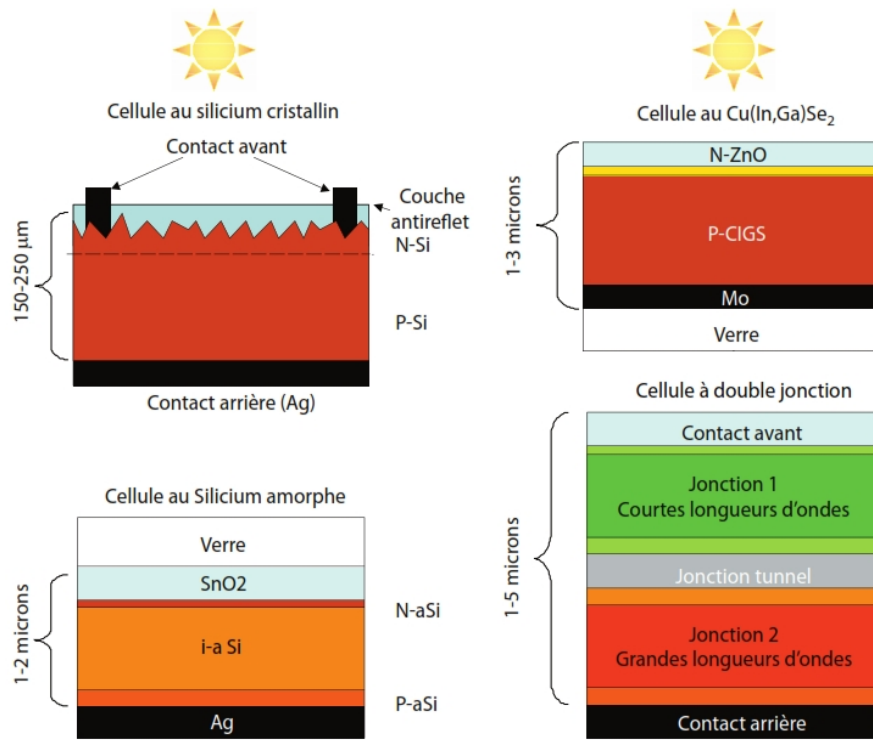 Cellule au silicium cristallin
Contact avant
Couche
antireflet
N-Si
150-250 µm
P-Si
Contact arrière (Ag)
Cellule au Cu(In,Ga)Se₂
N-ZnO
1-3 microns
P-CIGS
Mo
Verre
Cellule au Silicium amorphe
Verre
SnO2
1-2 microns
N-aSi
i-a Si
P-aSi
Ag
Cellule à double jonction
Contact avant
1-5 microns
Jonction 1
Courtes longueurs d'ondes
Jonction tunnel
Jonction 2
Grandes longueurs d'ondes
Contact arrière